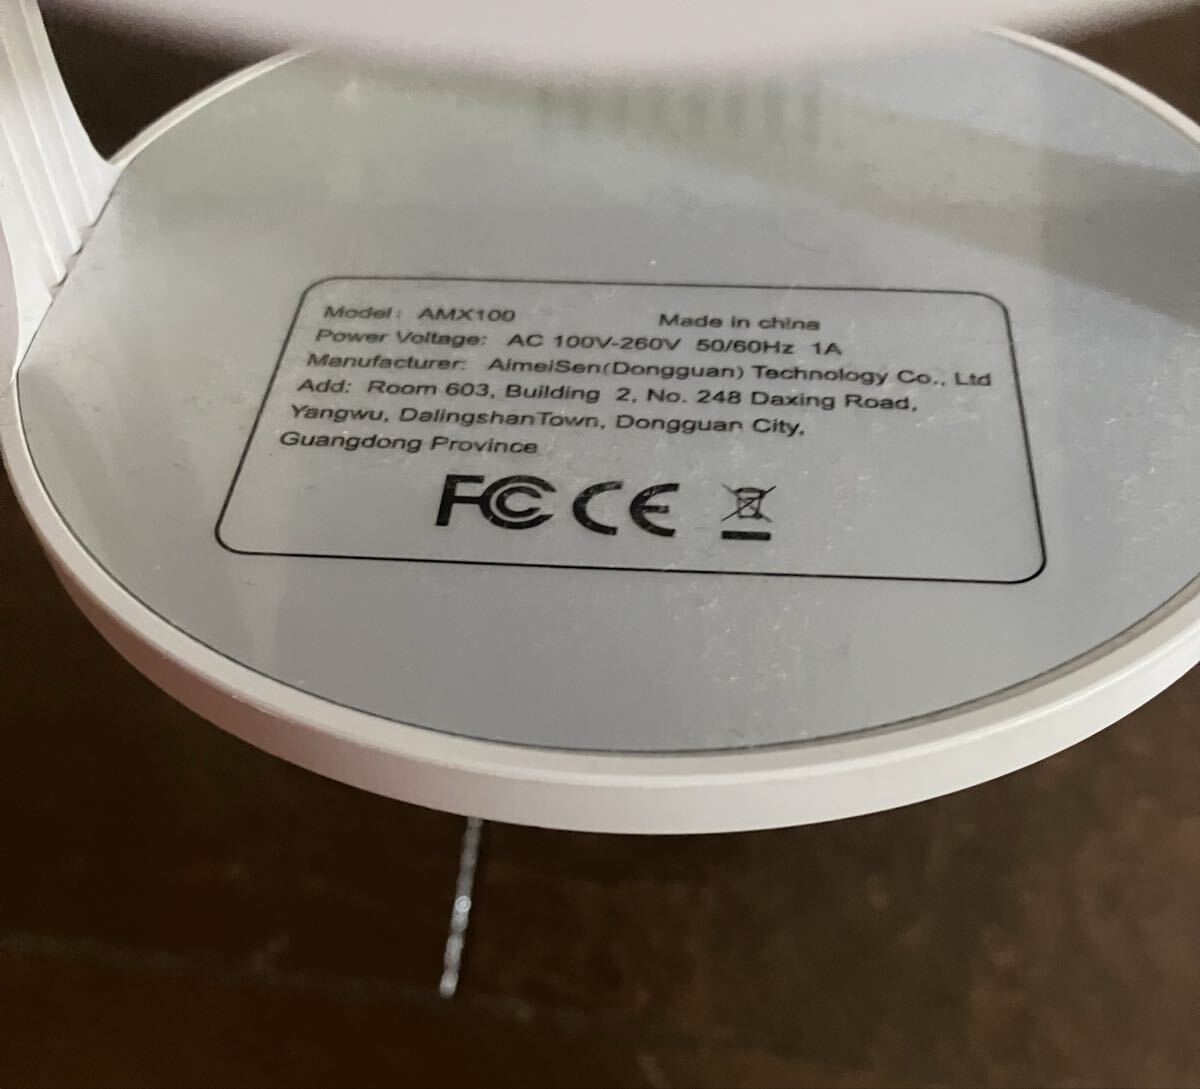 Model: AMX100 Made in china
Power Voltage: AC 100V-260V 50/60Hz 1A
Manufacturer: AimeiSen(Dongguan) Technology Co., Ltd
Add: Room 603, Building 2, No. 248 Daxing Road,
Yangwu, DalingshanTown, Dongguan City,
Guangdong Province
FC CE